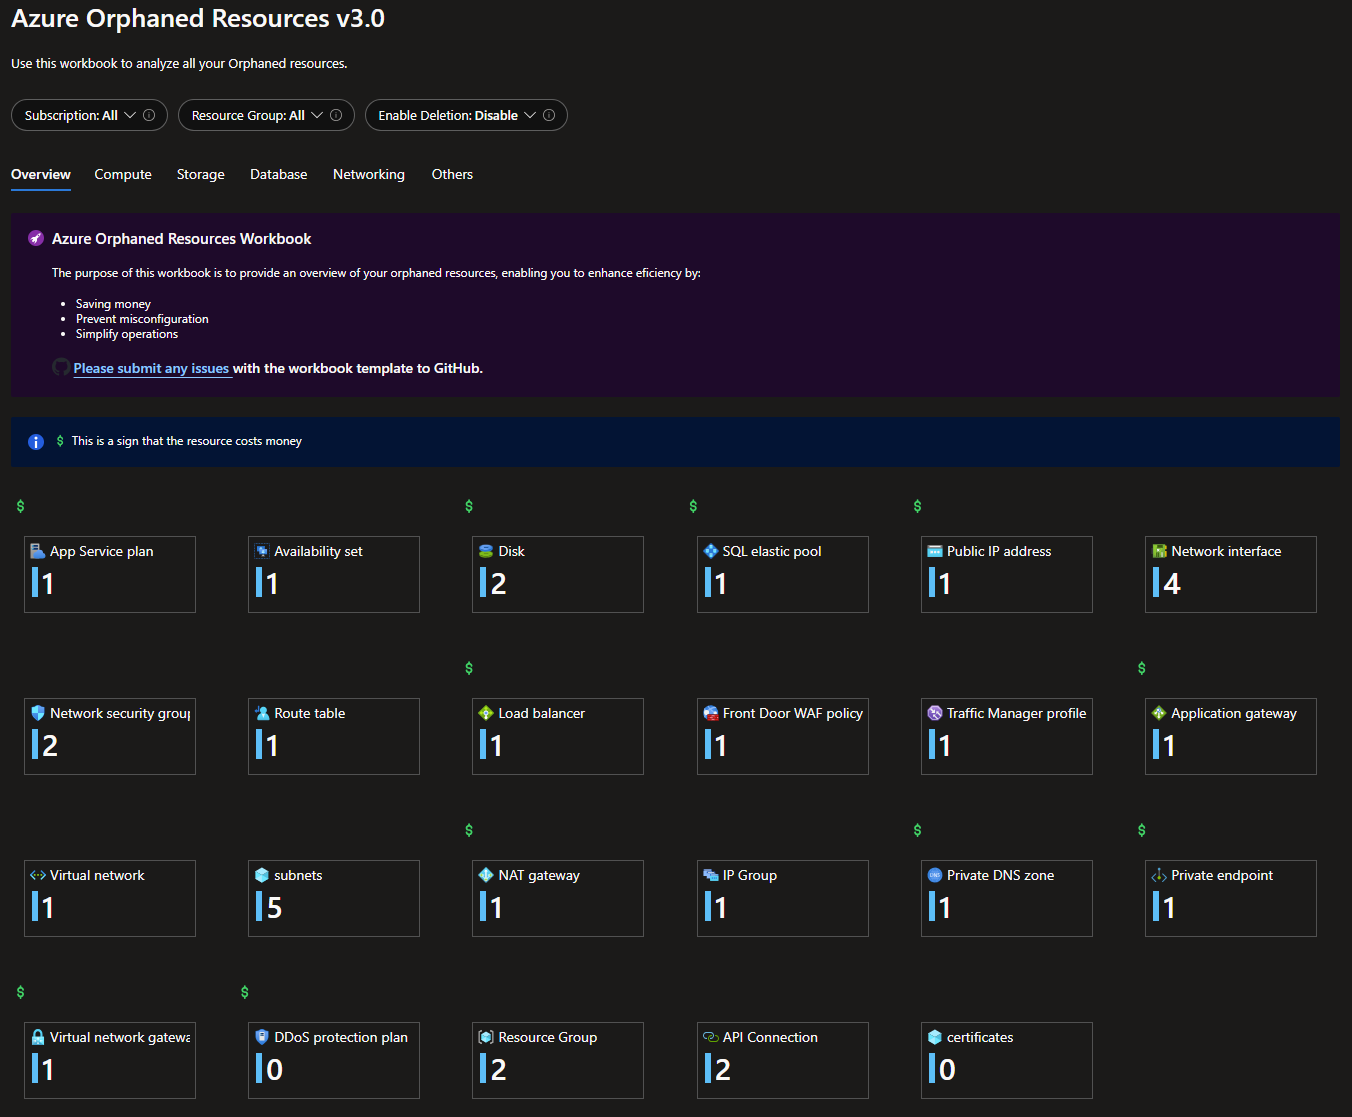 Azure Orphaned Resources v3.0
Use this workbook to analyze all your Orphaned resources.
Subscription: All
Resource Group: All
Enable Deletion: Disable
Overview
Compute
Storage
Database
Networking
Others
Azure Orphaned Resources Workbook
The purpose of this workbook is to provide an overview of your orphaned resources, enabling you to enhance eficiency by:
• Saving money
• Prevent misconfiguration
• Simplify operations
Please submit any issues with the workbook template to GitHub.
$ This is a sign that the resource costs money
$ $ $ $
App Service plan
1
Availability set
1
Disk
2
SQL elastic pool
1
Public IP address
1
Network interface
4
$ $
Network security group
2
Route table
1
Load balancer
1
Front Door WAF policy
1
Traffic Manager profile
1
Application gateway
1
$ $ $
Virtual network
1
subnets
5
NAT gateway
1
IP Group
1
Private DNS zone
1
Private endpoint
1
$ $
Virtual network gatewa
1
DDoS protection plan
0
Resource Group
2
API Connection
2
certificates
0